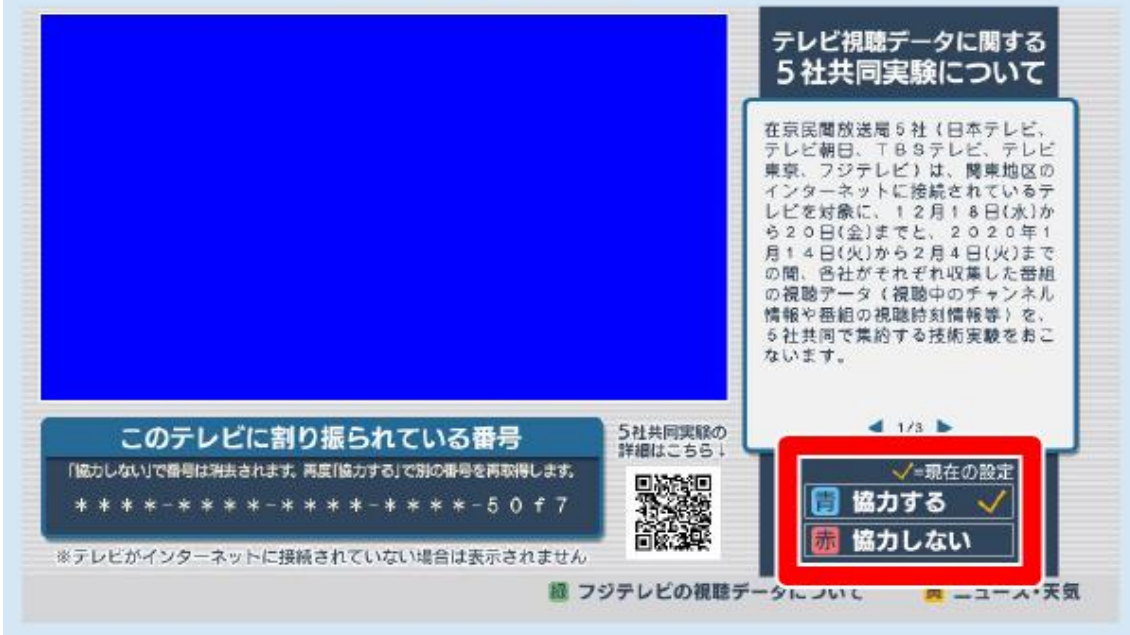 テレビ視聴データに関する
5社共同実験について
在京民間放送局5社(日本テレビ、
テレビ朝日、TBSテレビ、テレビ
東京、フジテレビ)は、関東地区の
インターネットに接続されているテ
レビを対象に、12月18日(水)か
ら20日(金)までと、2020年1
月14日(火)から2月4日(火)まで
の間、各社がそれぞれ収集した番組
の視聴データ(視聴中のチャンネル
情報や番組の視聴時刻情報等)を、
5社共同で集約する技術実験をおこ
ないます。
◀ 1/3 ▶
このテレビに割り振られている番号
「協力しない」で番号は消去されます。再度「協力する」で別の番号を再取得します。
****-****-****-****-50f7
※テレビがインターネットに接続されていない場合は表示されません
5社共同実験の
詳細はこちら↓
✓=現在の設定
青 協力する ✓
赤 協力しない
緑 フジテレビの視聴データについて
黄 ニュース・天気